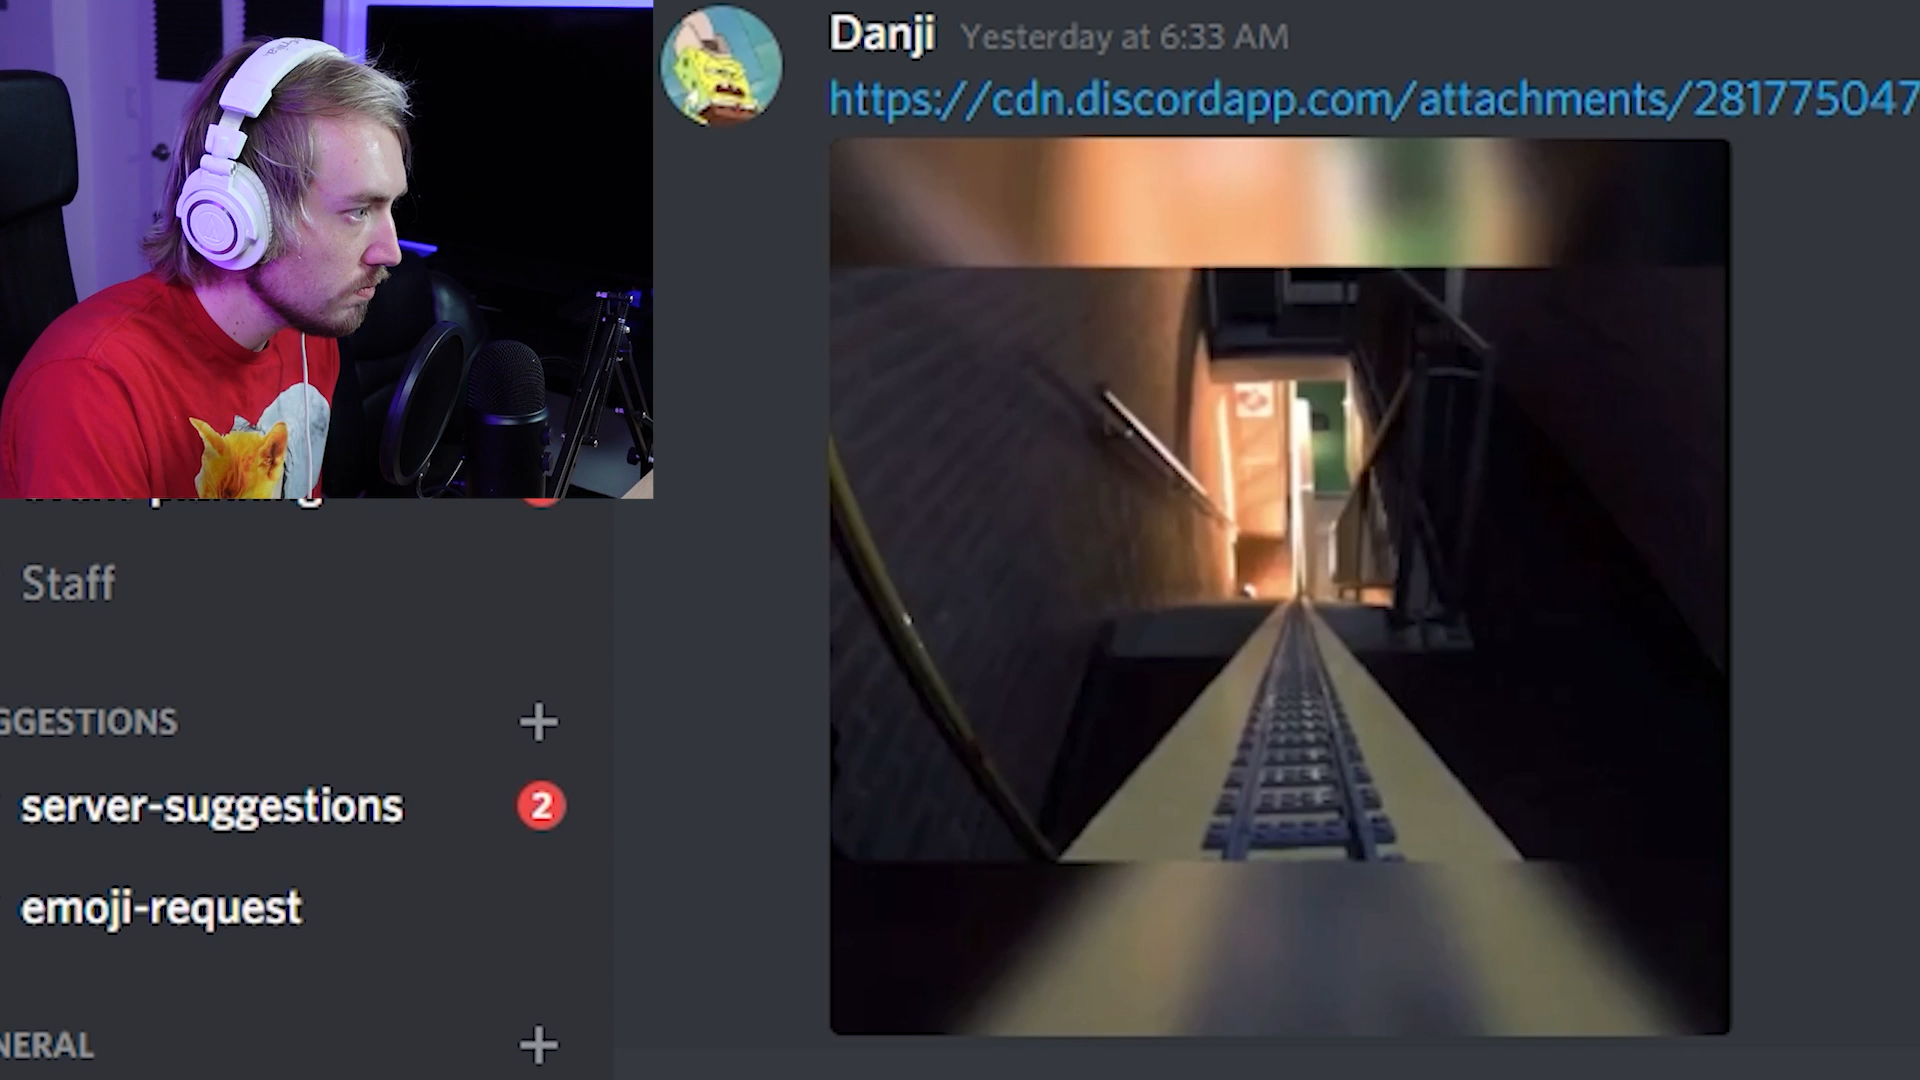 Danji Yesterday at 6:33 AM
https://cdn.discordapp.com/attachments/281775047
Staff
GGESTIONS
server-suggestions 2
emoji-request
NERAL